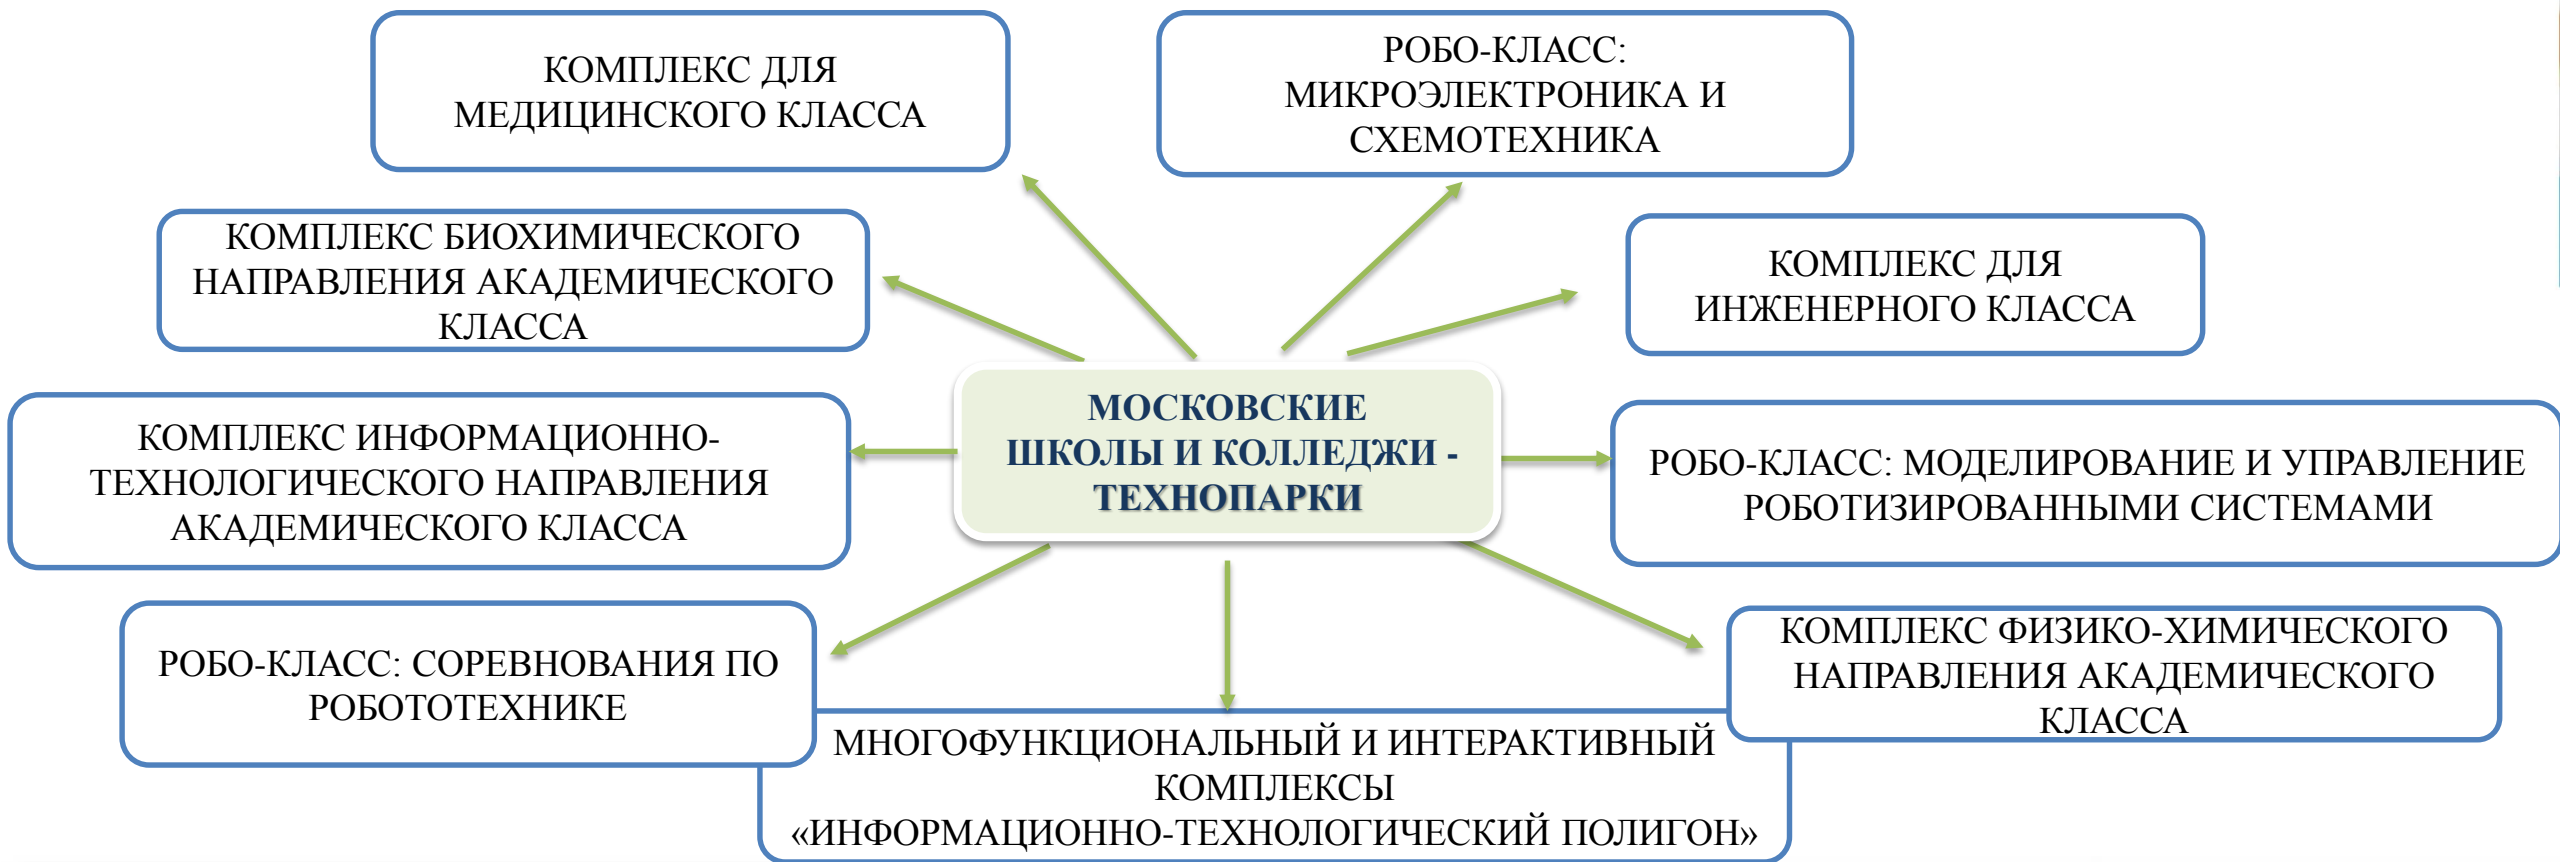 КОМПЛЕКС ДЛЯ
МЕДИЦИНСКОГО КЛАССА
РОБО-КЛАСС:
МИКРОЭЛЕКТРОНИКА И
СХЕМОТЕХНИКА
КОМПЛЕКС БИОХИМИЧЕСКОГО
НАПРАВЛЕНИЯ АКАДЕМИЧЕСКОГО
КЛАССА
КОМПЛЕКС ДЛЯ
ИНЖЕНЕРНОГО КЛАССА
КОМПЛЕКС ИНФОРМАЦИОННО-
ТЕХНОЛОГИЧЕСКОГО НАПРАВЛЕНИЯ
АКАДЕМИЧЕСКОГО КЛАССА
МОСКОВСКИЕ
ШКОЛЫ И КОЛЛЕДЖИ -
ТЕХНОПАРКИ
РОБО-КЛАСС: МОДЕЛИРОВАНИЕ И УПРАВЛЕНИЕ
РОБОТИЗИРОВАННЫМИ СИСТЕМАМИ
РОБО-КЛАСС: СОРЕВНОВАНИЯ ПО
РОБОТОТЕХНИКЕ
КОМПЛЕКС ФИЗИКО-ХИМИЧЕСКОГО
НАПРАВЛЕНИЯ АКАДЕМИЧЕСКОГО
КЛАССА
МНОГОФУНКЦИОНАЛЬНЫЙ И ИНТЕРАКТИВНЫЙ
КОМПЛЕКСЫ
«ИНФОРМАЦИОННО-ТЕХНОЛОГИЧЕСКИЙ ПОЛИГОН»